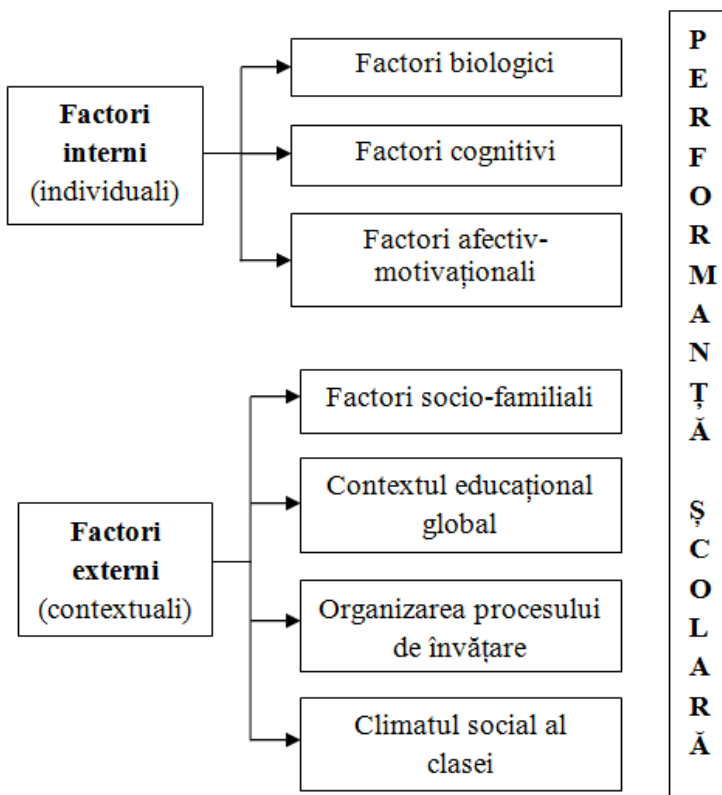 Factori
interni
(individuali)
Factori biologici
Factori cognitivi
Factori afectiv-
motivaționali
Factori
externi
(contextuali)
Factori socio-familiali
Contextul educațional
global
Organizarea procesului
de învățare
Climatul social al
clasei
P
E
R
F
O
R
M
A
N
Ț
Ă
Ș
C
O
L
A
R
Ă